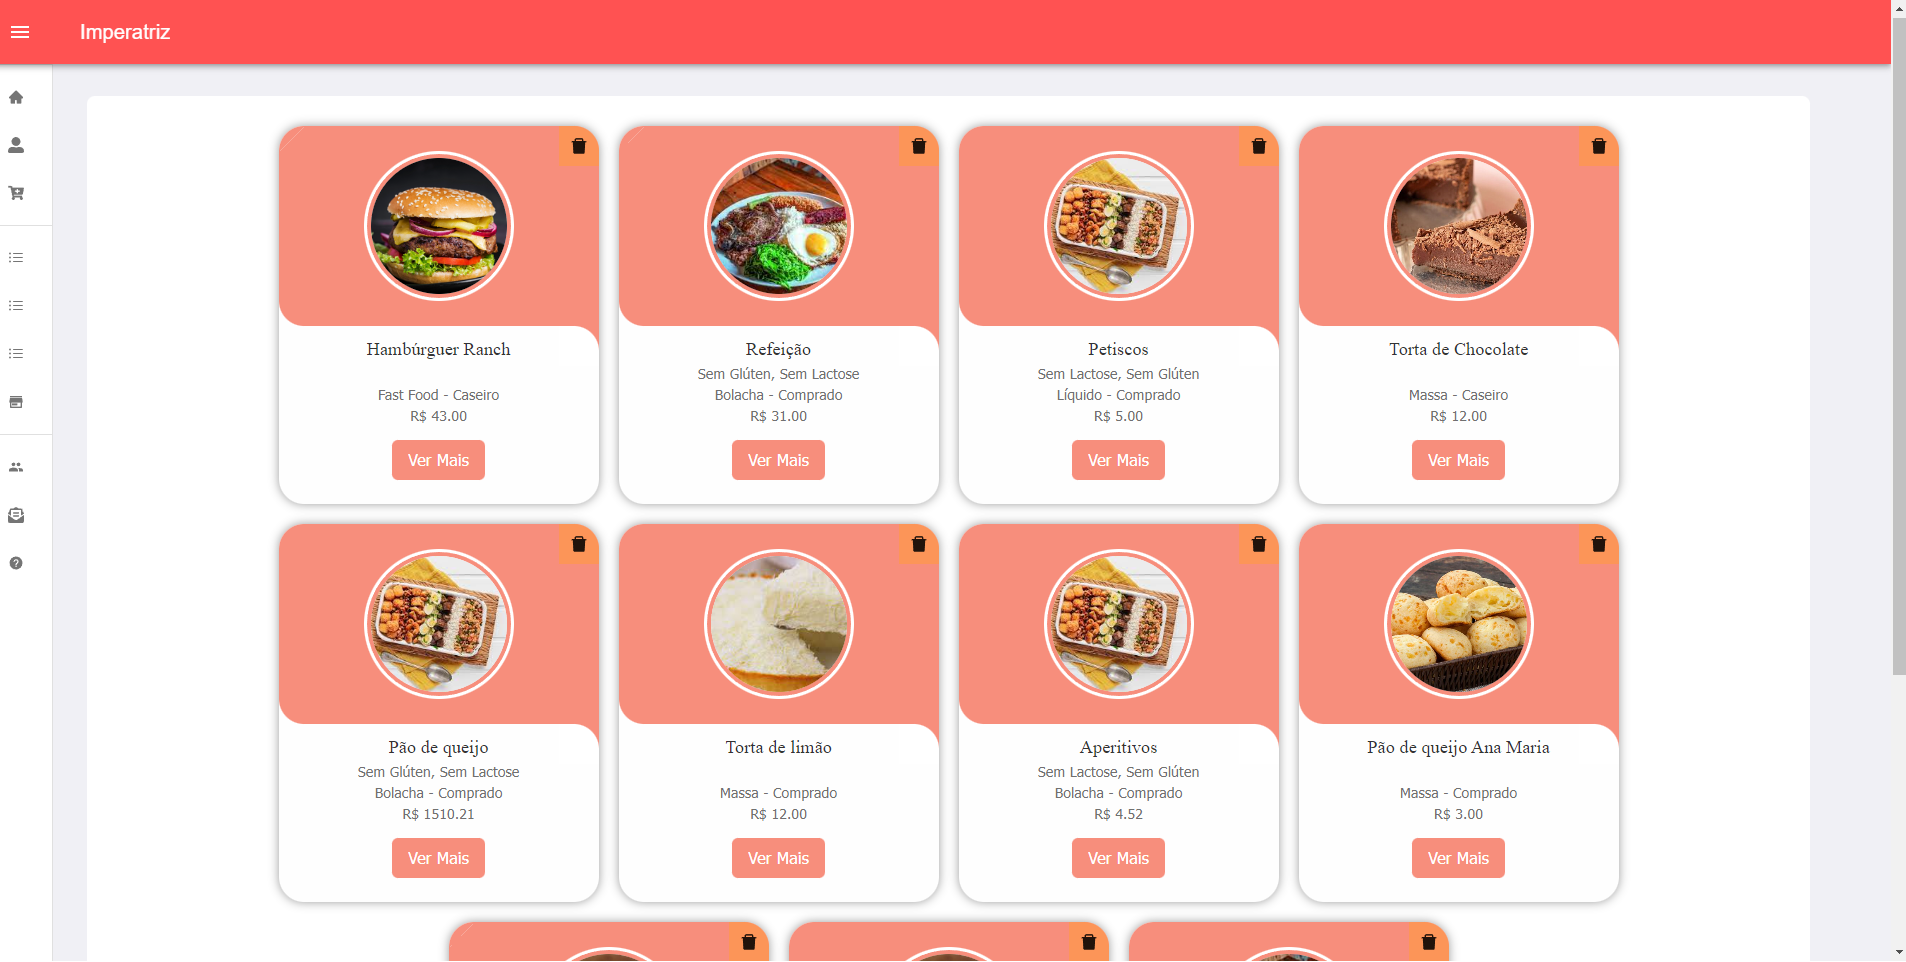 Imperatriz
Hambúrguer Ranch
Fast Food - Caseiro
R$ 43.00
Ver Mais
Refeição
Sem Glúten, Sem Lactose
Bolacha - Comprado
R$ 31.00
Ver Mais
Petiscos
Sem Lactose, Sem Glúten
Líquido - Comprado
R$ 5.00
Ver Mais
Torta de Chocolate
Massa - Caseiro
R$ 12.00
Ver Mais
Pão de queijo
Sem Glúten, Sem Lactose
Bolacha - Comprado
R$ 1510.21
Ver Mais
Torta de limão
Massa - Comprado
R$ 12.00
Ver Mais
Aperitivos
Sem Lactose, Sem Glúten
Bolacha - Comprado
R$ 4.52
Ver Mais
Pão de queijo Ana Maria
Massa - Comprado
R$ 3.00
Ver Mais